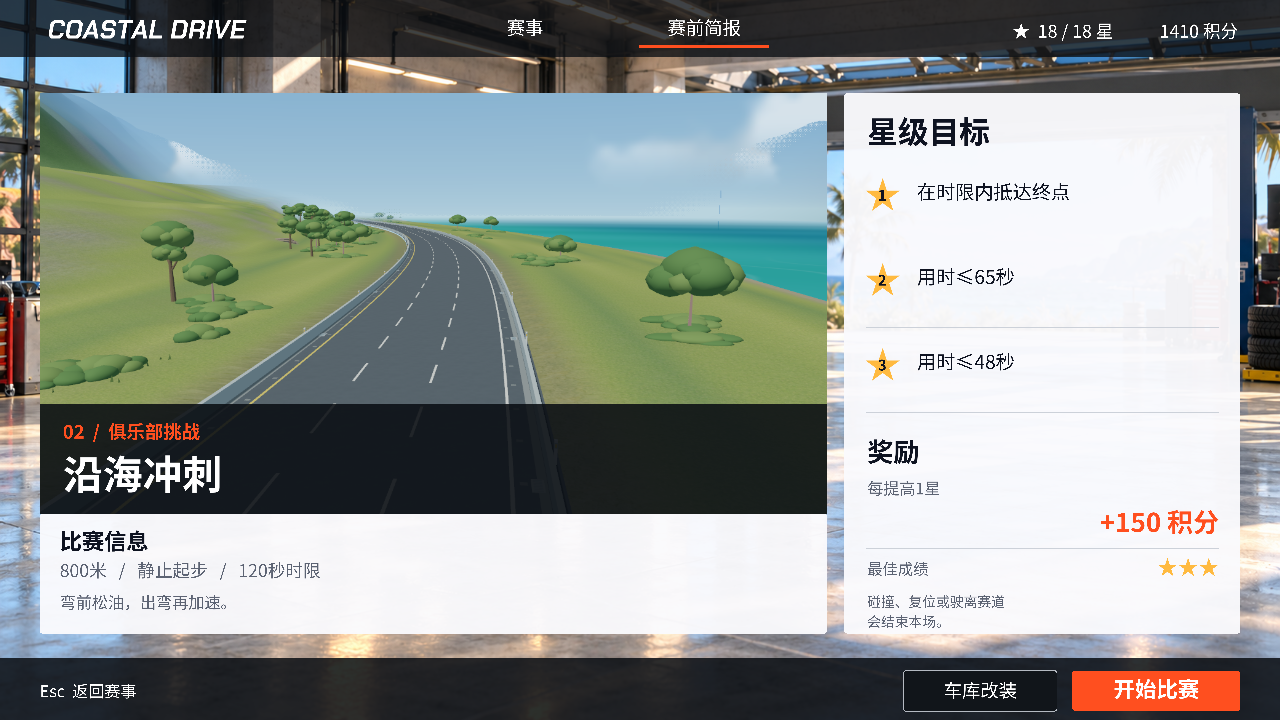 COASTAL DRIVE
赛事
赛前简报
★ 18 / 18 星
1410 积分
02 / 俱乐部挑战
沿海冲刺
比赛信息
800米 / 静止起步 / 120秒时限
弯前松油，出弯再加速。
星级目标
1 在时限内抵达终点
2 用时≤65秒
3 用时≤48秒
奖励
每提高1星
+150 积分
最佳成绩 ★★★
碰撞、复位或驶离赛道
会结束本场。
Esc 返回赛事
车库改装
开始比赛